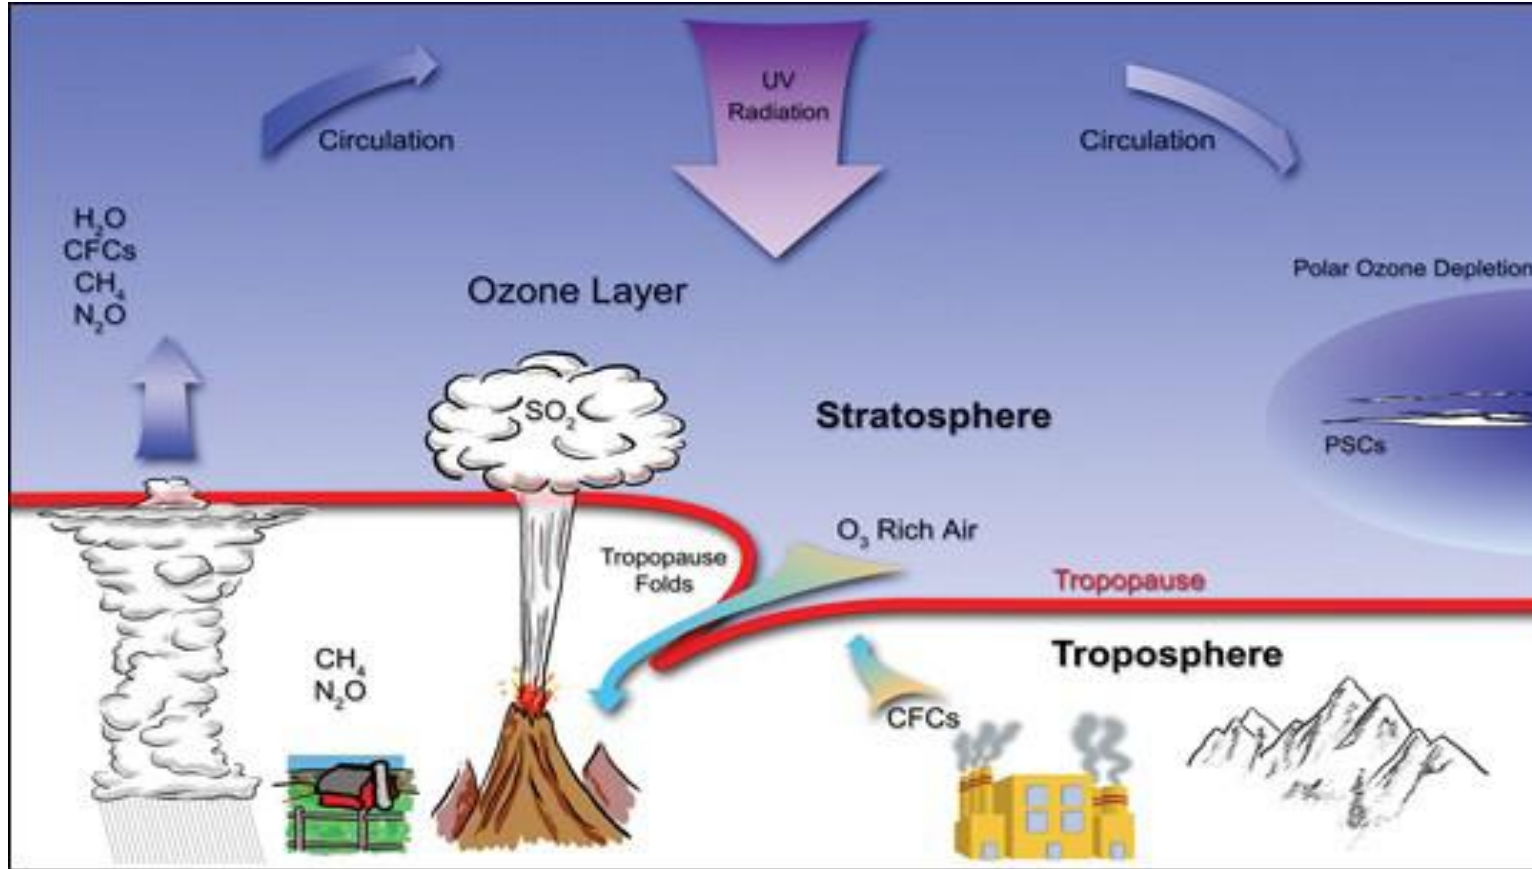 UV
Radiation
Circulation
Circulation
H₂O
CFCs
CH₄
N₂O
Polar Ozone Depletion
Ozone Layer
SO₂
Stratosphere
PSCs
O₃ Rich Air
Tropopause
Folds
Tropopause
Troposphere
CH₄
N₂O
CFCs